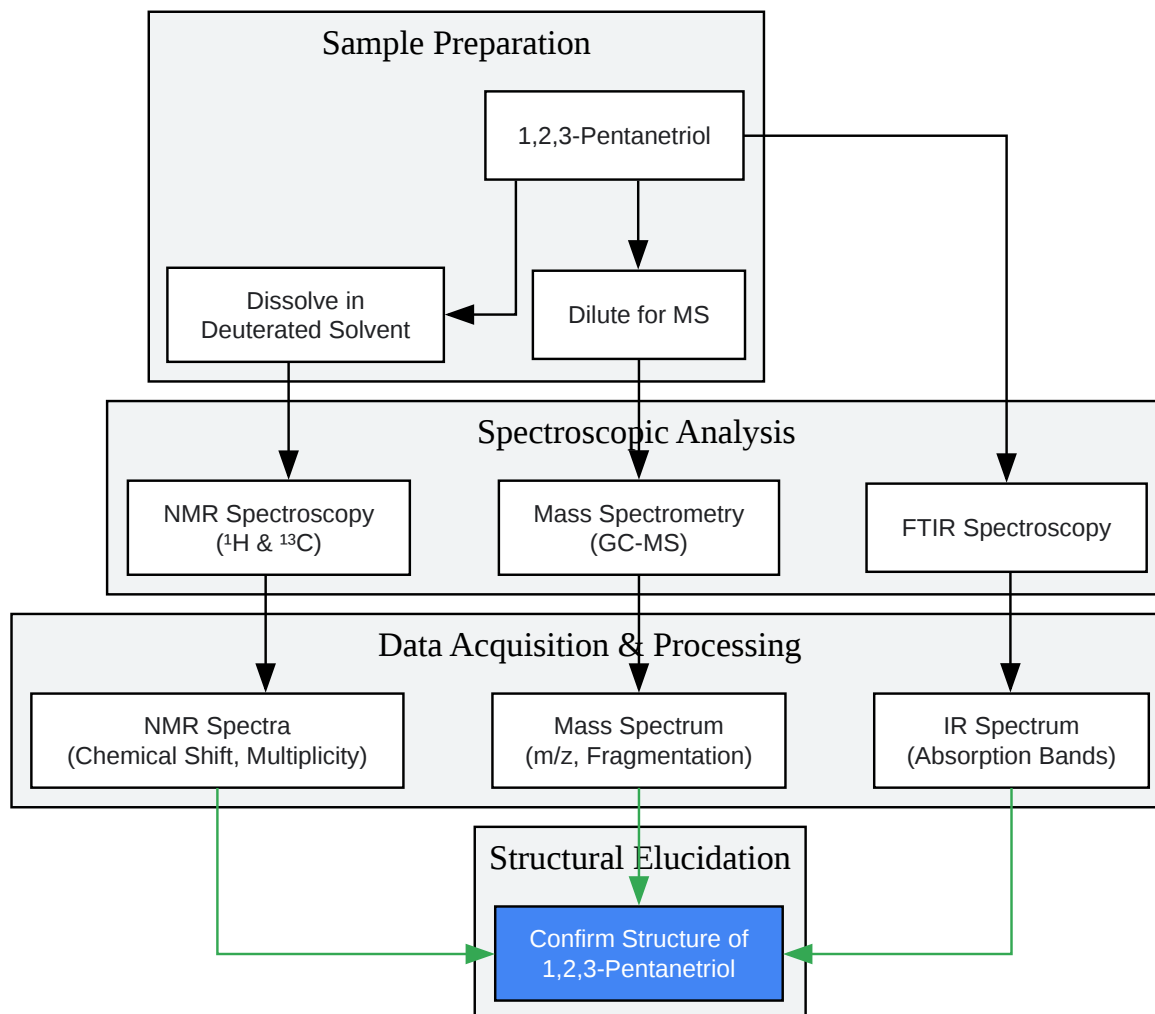 Sample Preparation
1,2,3-Pentanetriol
Dissolve in
Deuterated Solvent
Dilute for MS
Spectroscopic Analysis
NMR Spectroscopy
(¹H & ¹³C)
Mass Spectrometry
(GC-MS)
FTIR Spectroscopy
Data Acquisition & Processing
NMR Spectra
(Chemical Shift, Multiplicity)
Mass Spectrum
(m/z, Fragmentation)
IR Spectrum
(Absorption Bands)
Structural Elucidation
Confirm Structure of
1,2,3-Pentanetriol